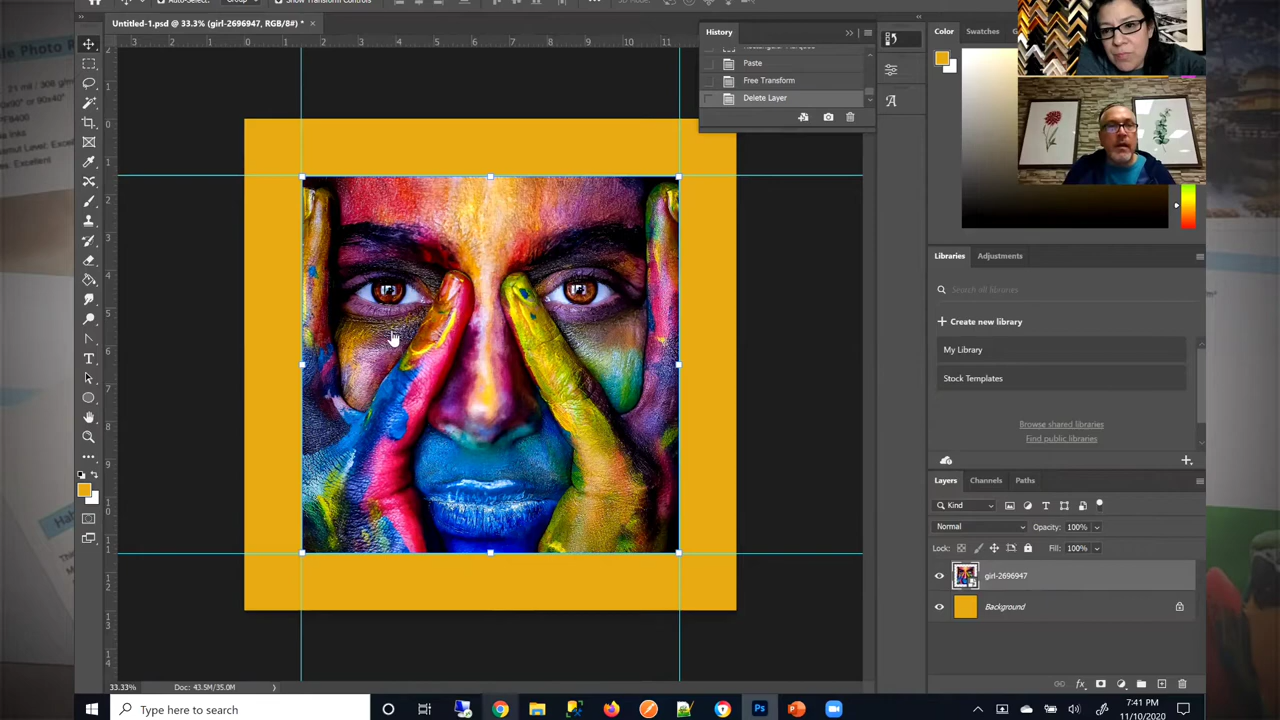 Untitled-1.psd @ 33.3% (girl-2696947, RGB/8#) *
History
Paste
Free Transform
Delete Layer
Color
Swatches
Libraries
Adjustments
Search all libraries
Create new library
My Library
Stock Templates
Browse shared libraries
Find public libraries
Layers
Channels
Paths
Kind
Normal
Opacity: 100%
Lock:
Fill: 100%
girl-2696947
Background
33.33%
Doc: 43.5M/35.0M
Type here to search
7:41 PM
11/10/2020